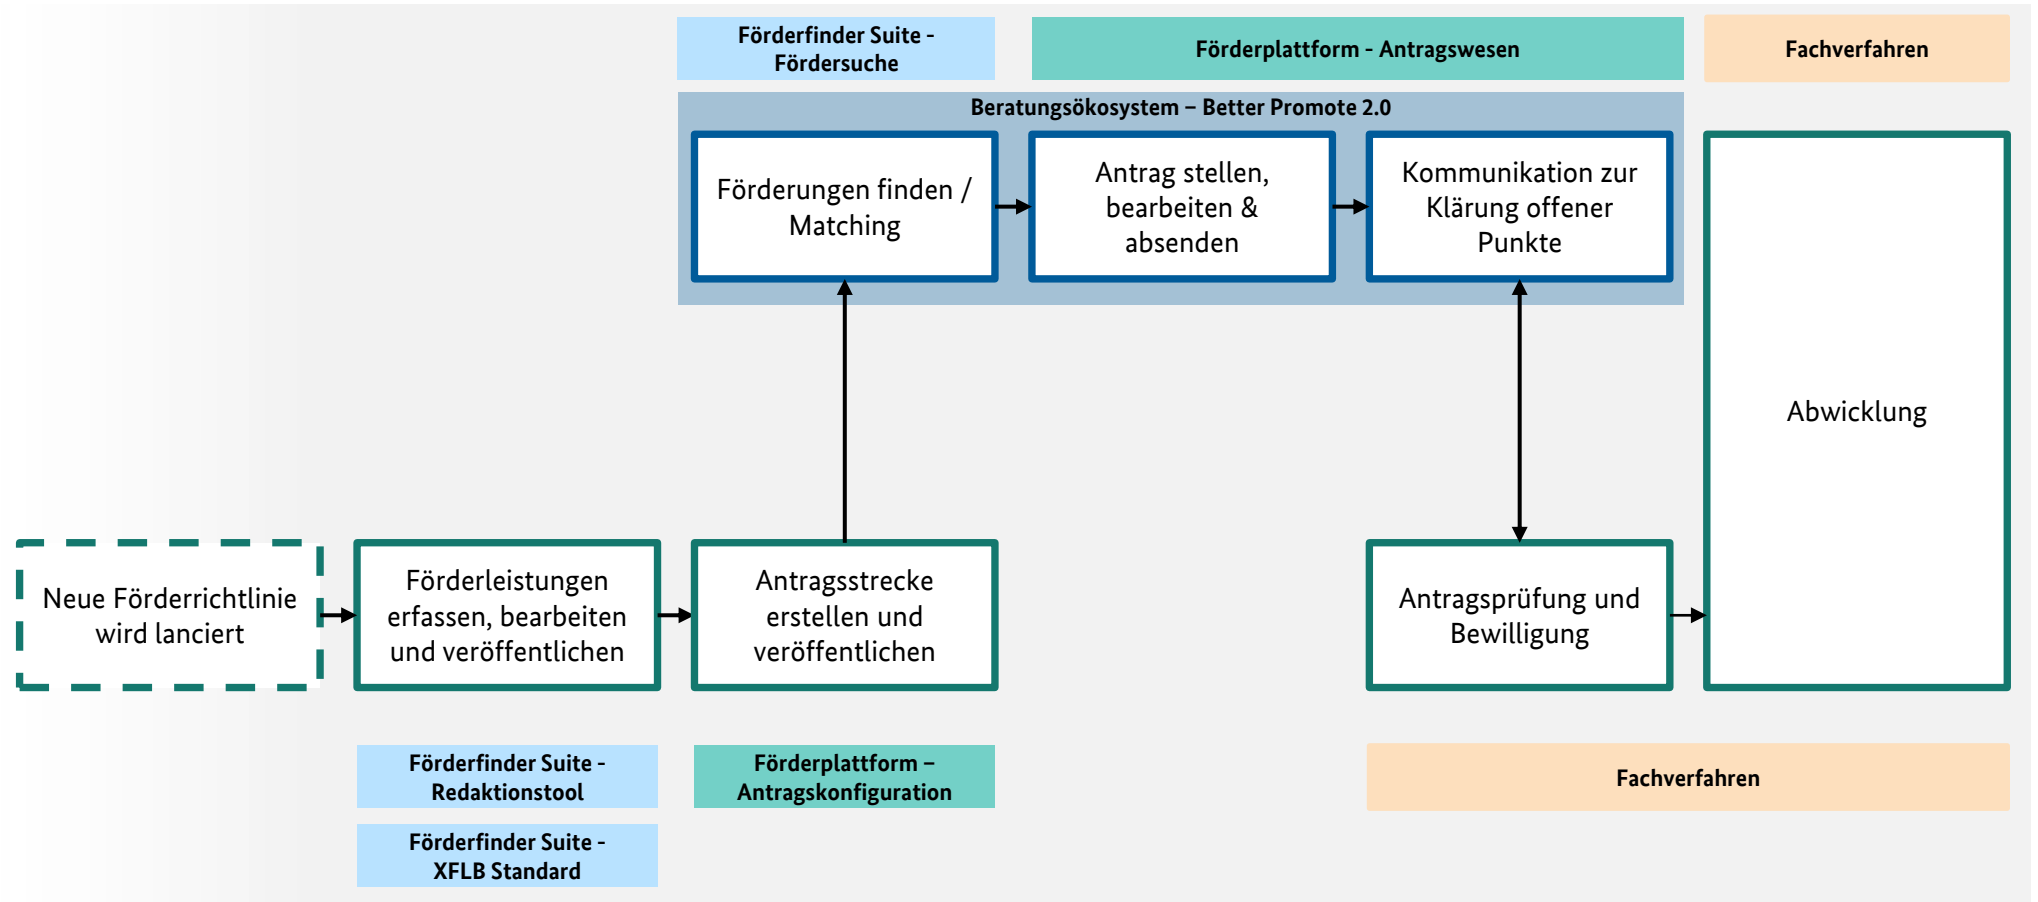 Förderfinder Suite -
Fördersuche
Förderplattform - Antragswesen
Fachverfahren
Beratungsökosystem – Better Promote 2.0
Förderungen finden /
Matching
Antrag stellen,
bearbeiten &
absenden
Kommunikation zur
Klärung offener
Punkte
Abwicklung
Neue Förderrichtlinie
wird lanciert
Förderleistungen
erfassen, bearbeiten
und veröffentlichen
Antragsstrecke
erstellen und
veröffentlichen
Antragsprüfung und
Bewilligung
Förderfinder Suite -
Redaktionstool
Förderplattform –
Antragskonfiguration
Fachverfahren
Förderfinder Suite -
XFLB Standard